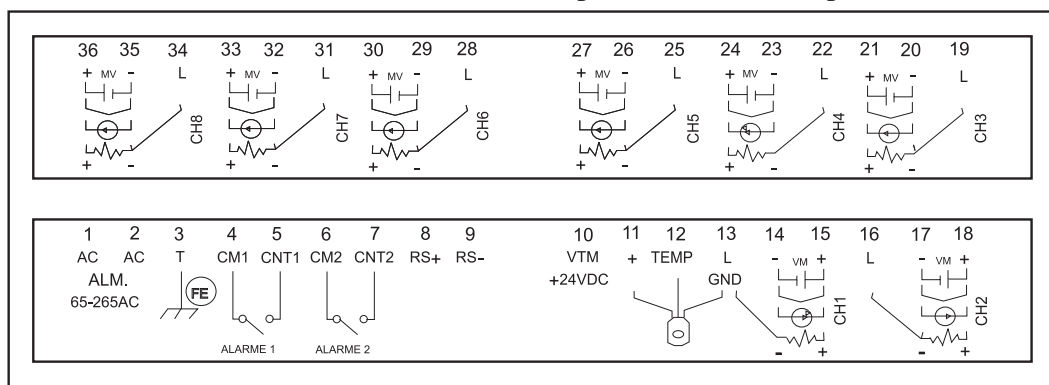 36 35 34 33 32 31 30 29 28 27 26 25 24 23 22 21 20 19
+ MV - L + MV - L + MV - L + MV - L + MV - L + MV - L
CH8 CH7 CH6 CH5 CH4 CH3
+ - + - + - + - + - + -
1 2 3 4 5 6 7 8 9 10 11 12 13 14 15 16 17 18
AC AC T CM1 CNT1 CM2 CNT2 RS+ RS- VTM + TEMP L - VM + L - VM +
ALM. +24VDC GND
65-265AC FE CH1 CH2
ALARME 1 ALARME 2 - + - +